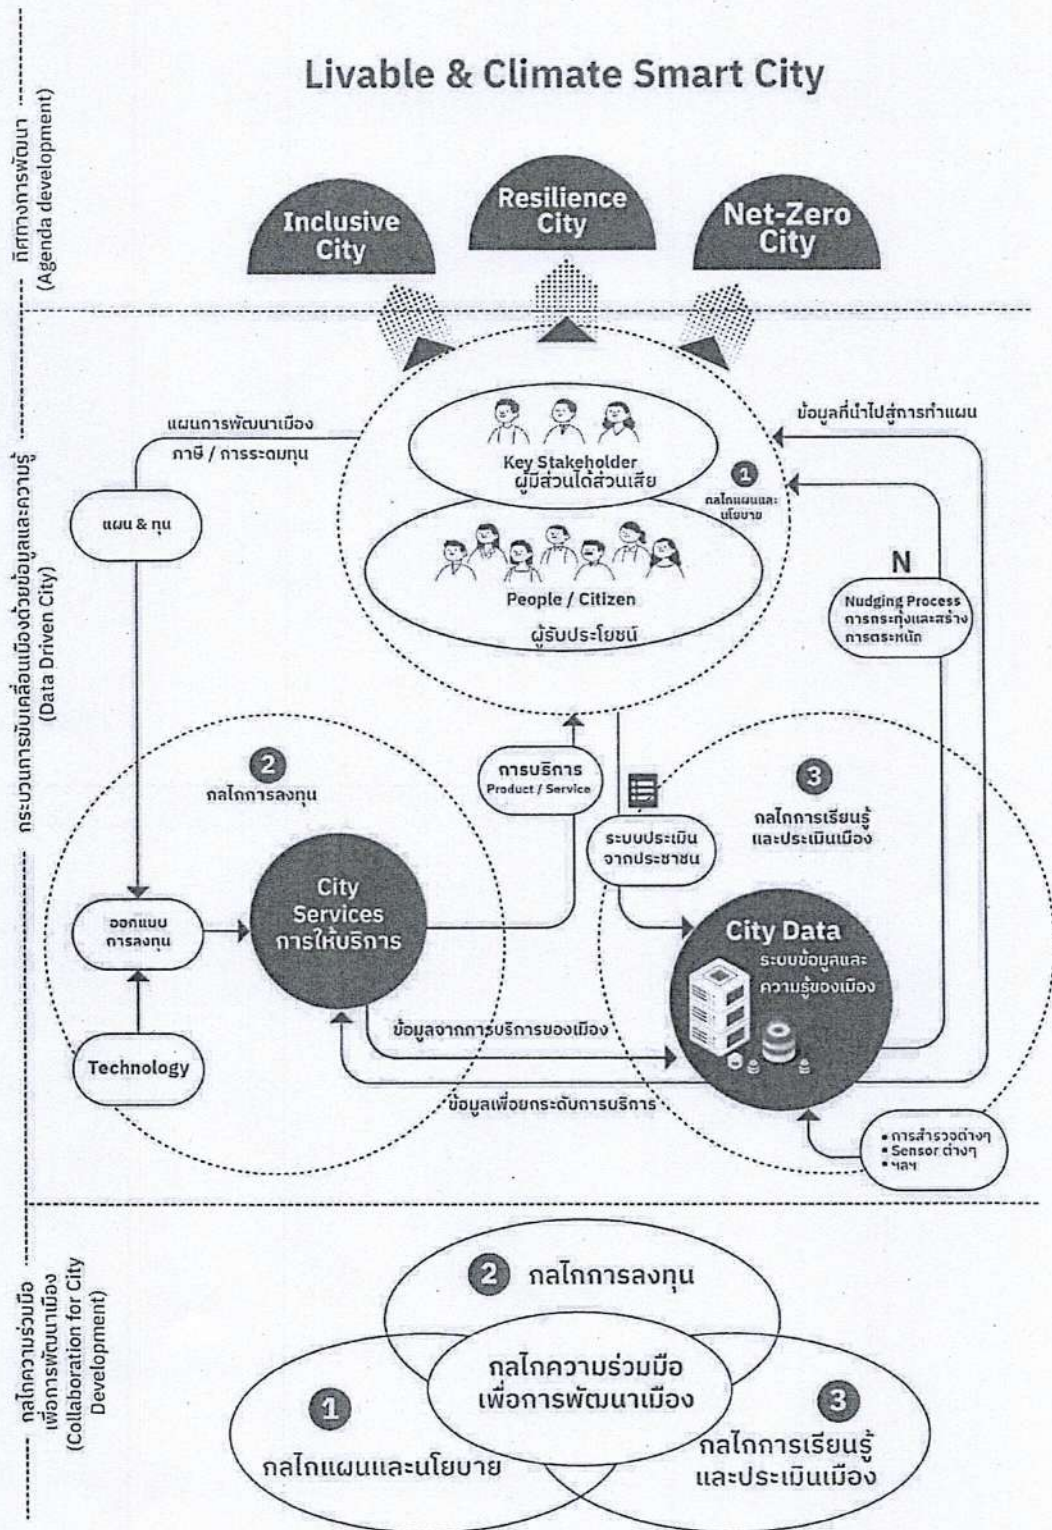 Livable & Climate Smart City
ทิศทางการพัฒนา
(Agenda development)
Inclusive
City
Resilience
City
Net-Zero
City
กระบวนการขับเคลื่อนเมืองด้วยข้อมูลและความรู้
(Data Driven City)
แผนการพัฒนาเมือง
ภาษี / การระดมทุน
แผน & ทุน
Key Stakeholder
ผู้มีส่วนได้ส่วนเสีย
People / Citizen
ผู้รับประโยชน์
1
กลไกแผนและ
นโยบาย
ข้อมูลที่นำไปสู่การทำแผน
N
Nudging Process
การกระตุ้งและสร้าง
การตระหนัก
2
กลไกการลงทุน
การบริการ
Product / Service
ระบบประเมิน
จากประชาชน
3
กลไกการเรียนรู้
และประเมินเมือง
ออกแบบ
การลงทุน
City
Services
การให้บริการ
City Data
ระบบข้อมูลและ
ความรู้ของเมือง
Technology
ข้อมูลจากการบริการของเมือง
ข้อมูลเพื่อยกระดับการบริการ
▪ การสำรวจต่างๆ
▪ Sensor ต่างๆ
▪ ฯลฯ
กลไกความร่วมมือ
เพื่อการพัฒนาเมือง
(Collaboration for City
Development)
2 กลไกการลงทุน
กลไกความร่วมมือ
เพื่อการพัฒนาเมือง
1
กลไกแผนและนโยบาย
3
กลไกการเรียนรู้
และประเมินเมือง